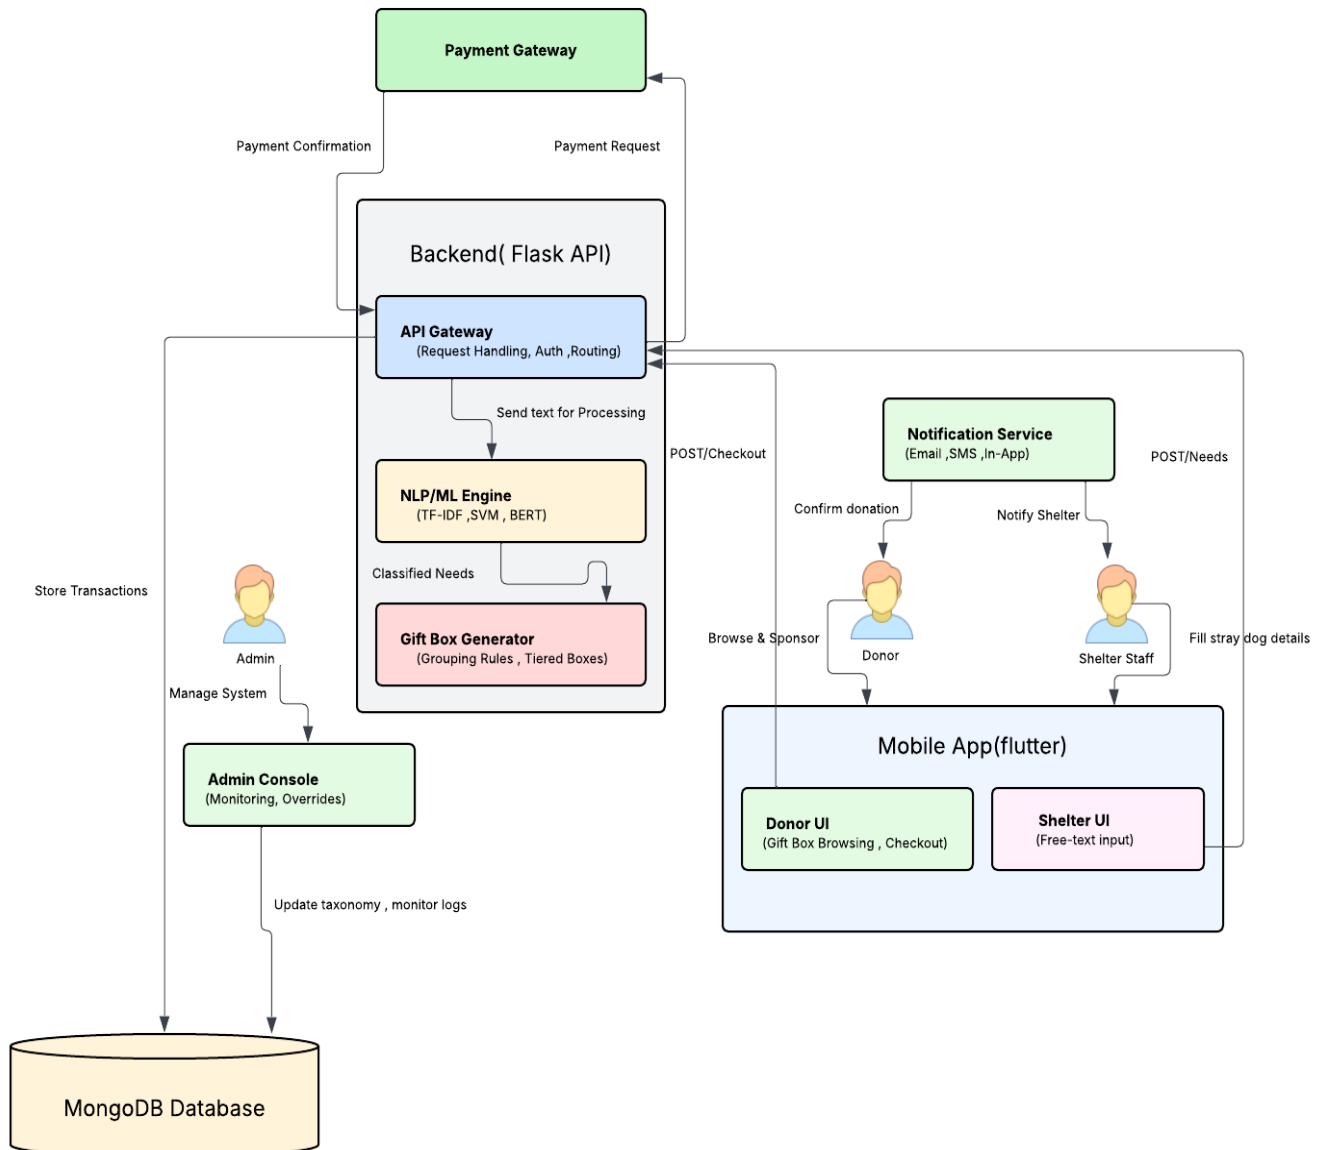 Payment Gateway
Payment Confirmation
Payment Request
Backend( Flask API)
API Gateway
(Request Handling, Auth ,Routing)
Send text for Processing
NLP/ML Engine
(TF-IDF ,SVM , BERT)
Classified Needs
Gift Box Generator
(Grouping Rules , Tiered Boxes)
POST/Checkout
Notification Service
(Email ,SMS ,In-App)
POST/Needs
Confirm donation
Notify Shelter
Store Transactions
Admin
Manage System
Browse & Sponsor
Donor
Shelter Staff
Fill stray dog details
Admin Console
(Monitoring, Overrides)
Mobile App(flutter)
Donor UI
(Gift Box Browsing , Checkout)
Shelter UI
(Free-text input)
Update taxonomy , monitor logs
MongoDB Database